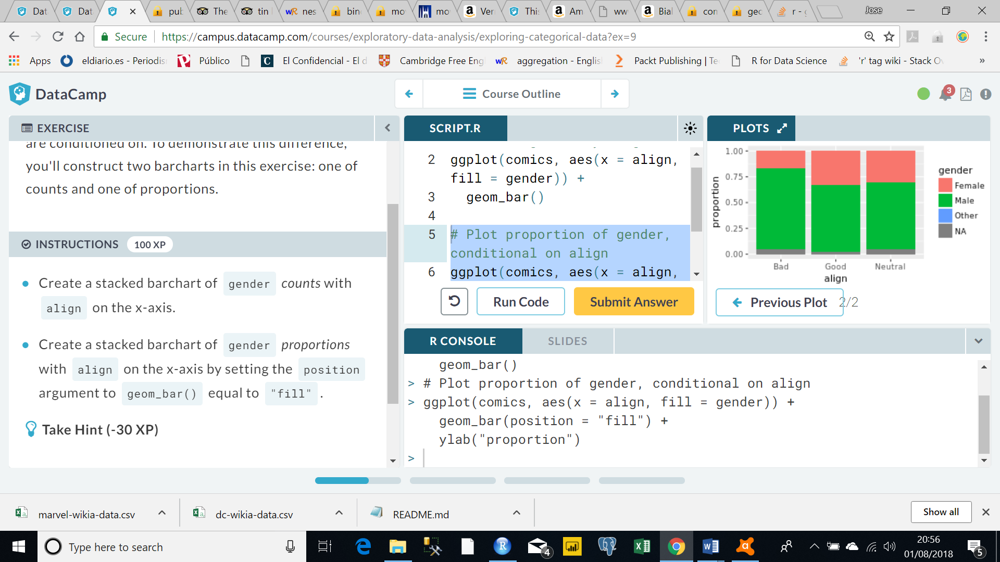 Dat
Dat
pub
The
tin
nes
bin
mo
mo
Ver
This
Am
ww
Bial
con
geo
r - g
Jose
Secure
https://campus.datacamp.com/courses/exploratory-data-analysis/exploring-categorical-data?ex=9
Apps
eldiario.es - Periodis
Público
El Confidencial - El d
Cambridge Free Eng
aggregation - Englis
Packt Publishing | Te
R for Data Science
'r' tag wiki - Stack Ov
»
DataCamp
Course Outline
3
EXERCISE
are conditioned on. To demonstrate this difference,
you'll construct two barcharts in this exercise: one of
counts and one of proportions.
INSTRUCTIONS 100 XP
Create a stacked barchart of gender counts with
align on the x-axis.
Create a stacked barchart of gender proportions
with align on the x-axis by setting the position
argument to geom_bar() equal to "fill" .
Take Hint (-30 XP)
SCRIPT.R
2 ggplot(comics, aes(x = align,
fill = gender)) +
3 geom_bar()
4
5 # Plot proportion of gender,
conditional on align
6 ggplot(comics, aes(x = align,
Run Code
Submit Answer
PLOTS
1.00
0.75
0.50
0.25
0.00
proportion
Bad
Good
Neutral
align
gender
Female
Male
Other
NA
Previous Plot
2/2
R CONSOLE
SLIDES
geom_bar()
> # Plot proportion of gender, conditional on align
> ggplot(comics, aes(x = align, fill = gender)) +
geom_bar(position = "fill") +
ylab("proportion")
>
marvel-wikia-data.csv
dc-wikia-data.csv
README.md
Show all
Type here to search
4
20:56
01/08/2018
5